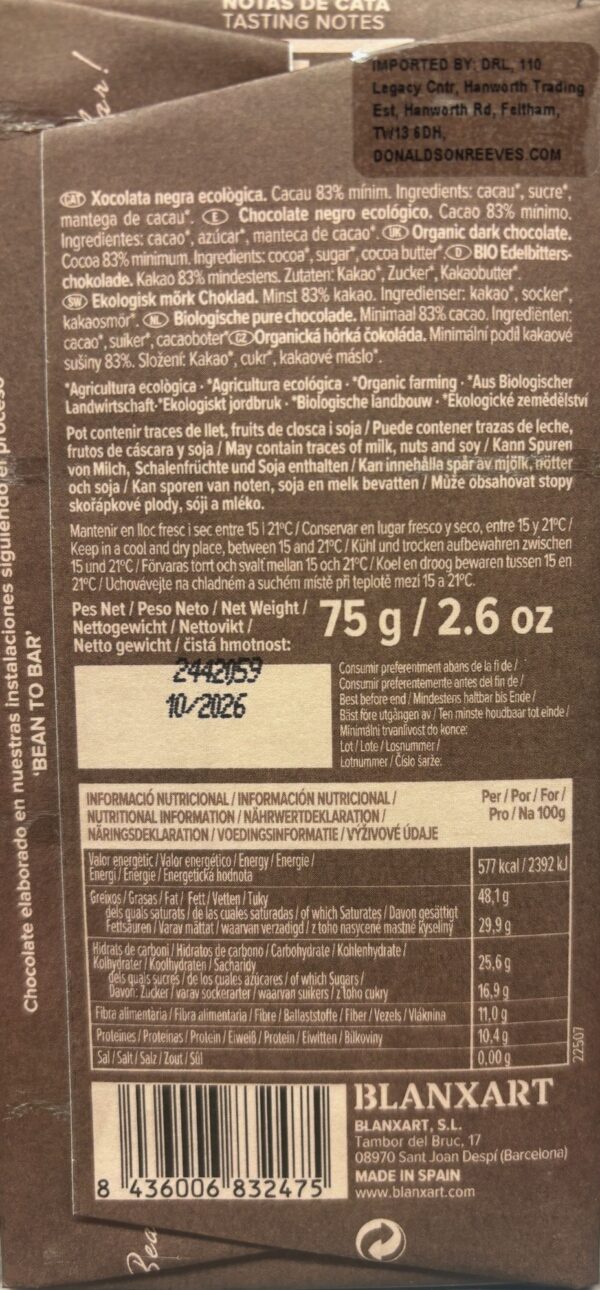 NOTAS DE CATA
TASTING NOTES
IMPORTED BY: DRL, 110
Legacy Cntr, Hanworth Trading
Est, Hanworth Rd, Feltham,
TW13 6DH,
DONALDSONREEVES.COM
CAT Xocolata negra ecològica. Cacau 83% mínim. Ingredients: cacau*, sucre*,
mantega de cacau*. E Chocolate negro ecológico. Cacao 83% mínimo.
Ingredientes: cacao*, azúcar*, manteca de cacao*. UK Organic dark chocolate.
Cocoa 83% minimum. Ingredients: cocoa*, sugar*, cocoa butter*. D BIO Edelbitters-
chokolade. Kakao 83% mindestens. Zutaten: Kakao*, Zucker*, Kakaobutter*.
SW Ekologisk mörk Choklad. Minst 83% kakao. Ingredienser: kakao*, socker*,
kakaosmör*. NL Biologische pure chocolade. Minimaal 83% cacao. Ingrediënten:
cacao*, suiker*, cacaoboter* CZ Organická hôrká čokoláda. Minimální podíl kakaové
sušiny 83%. Složení: Kakao*, cukr*, kakaové máslo*.
*Agricultura ecològica · *Agricultura ecológica · *Organic farming · *Aus Biologischer
Landwirtschaft·*Ekologiskt jordbruk · *Biologische landbouw · *Ekologické zemědělství
Pot contenir traces de llet, fruits de closca i soja / Puede contener trazas de leche,
frutos de cáscara y soja / May contain traces of milk, nuts and soy / Kann Spuren
von Milch, Schalenfrüchte und Soja enthalten / Kan innehålla spår av mjölk, nötter
och soja / Kan sporen van noten, soja en melk bevatten / Může obsahovat stopy
skořápkové plody, sóji a mléko.
Mantenir en lloc fresc i sec entre 15 i 21ºC / Conservar en lugar fresco y seco, entre 15 y 21ºC /
Keep in a cool and dry place, between 15 and 21ºC / Kühl und trocken aufbewahren zwischen
15 und 21ºC / Förvaras torrt och svalt mellan 15 och 21ºC / Koel en droog bewaren tussen 15 en
21ºC / Uchovávejte na chladném a suchém místě při teplotě mezi 15 a 21ºC.
Pes Net / Peso Neto / Net Weight /
Nettogewicht / Nettovikt /
Netto gewicht / čistá hmotnost:
75 g / 2.6 oz
2442059
10/2026
Consumir preferentment abans de la fi de /
Consumir preferentemente antes del fin de /
Best before end / Mindestens haltbar bis Ende /
Bäst före utgången av / Ten minste houdbaar tot einde /
Minimální trvanlivost do konce:
Lot / Lote / Losnummer /
Lotnummer / Číslo šarže:
INFORMACIÓ NUTRICIONAL / INFORMACIÓN NUTRICIONAL /
NUTRITIONAL INFORMATION / NÄHRWERTDEKLARATION /
NÄRINGSDEKLARATION / VOEDINGSINFORMATIE / VÝŽIVOVÉ ÚDAJE
Per / Por / For /
Pro / Na 100g
Valor energètic / Valor energético / Energy / Energie /
Energi / Energie / Energetická hodnota
577 kcal / 2392 kJ
Greixos / Grasas / Fat / Fett / Vetten / Tuky
48,1 g
dels quals saturats / de las cuales saturadas / of which Saturates / Davon gesättigt
Fettsäuren / Varav mättat / waarvan verzadigd / z toho nasycené mastné kyseliny
29,9 g
Hidrats de carboni / Hidratos de carbono / Carbohydrate / Kohlenhydrate /
Kolhydrater / Koolhydraten / Sacharidy
25,6 g
dels quals sucres / de los cuales azúcares / of which Sugars /
Davon: Zucker / varav sockerarter / waarvan suikers / z toho cukry
16,9 g
Fibra alimentària / Fibra alimentaria / Fibre / Ballaststoffe / Fiber / Vezels / Vláknina
11,0 g
Proteïnes / Proteínas / Protein / Eiweiß / Protein / Eiwitten / Bílkoviny
10,4 g
Sal / Salt / Salz / Zout / Sůl
0,00 g
22507
8 436006 832475
BLANXART
BLANXART, S.L.
Tambor del Bruc, 17
08970 Sant Joan Despí (Barcelona)
MADE IN SPAIN
www.blanxart.com
Chocolate elaborado en nuestras instalaciones siguiendo el proceso
'BEAN TO BAR'